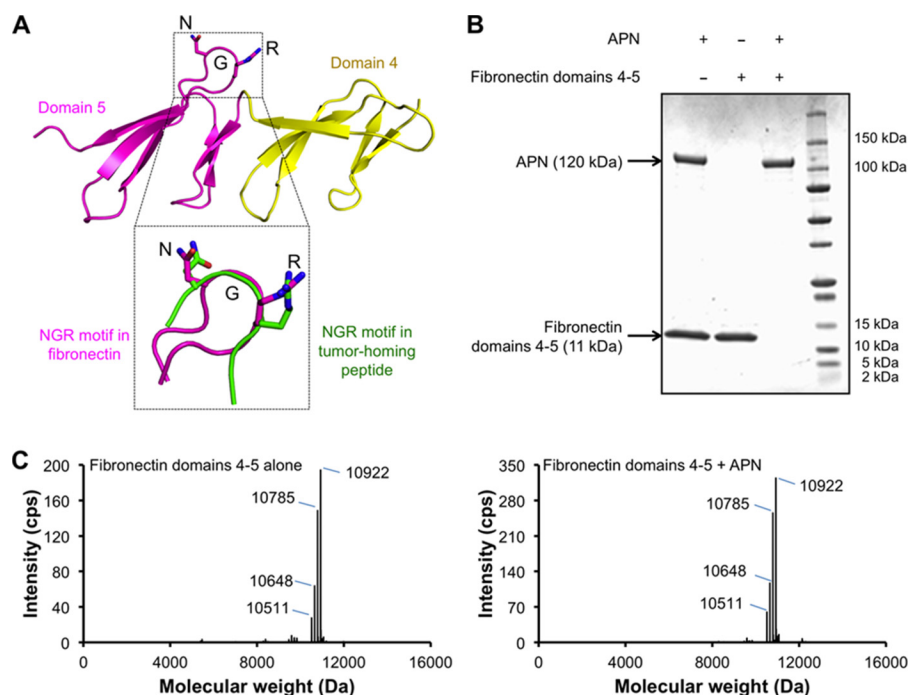 A
N
R
G
Domain 4
Domain 5
N
R
G
NGR motif in
fibronectin
NGR motif in
tumor-homing
peptide
B
APN + – +
Fibronectin domains 4-5 – + +
APN (120 kDa)
150 kDa
100 kDa
Fibronectin
domains 4-5 (11 kDa)
15 kDa
10 kDa
5 kDa
2 kDa
C
Fibronectin domains 4-5 alone
Intensity (cps)
200
160
120
80
40
0
10922
10785
10648
10511
0 4000 8000 12000 16000
Molecular weight (Da)
Fibronectin domains 4-5 + APN
Intensity (cps)
350
280
210
140
70
0
10922
10785
10648
10511
0 4000 8000 12000 16000
Molecular weight (Da)